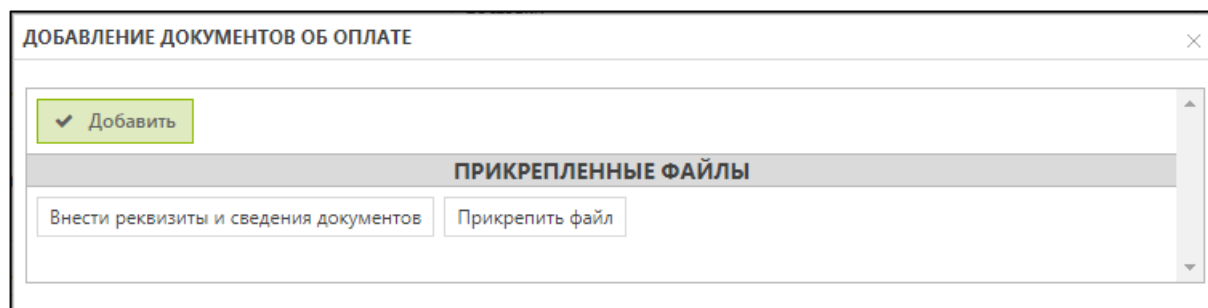 ДОБАВЛЕНИЕ ДОКУМЕНТОВ ОБ ОПЛАТЕ
Добавить
ПРИКРЕПЛЕННЫЕ ФАЙЛЫ
Внести реквизиты и сведения документов Прикрепить файл